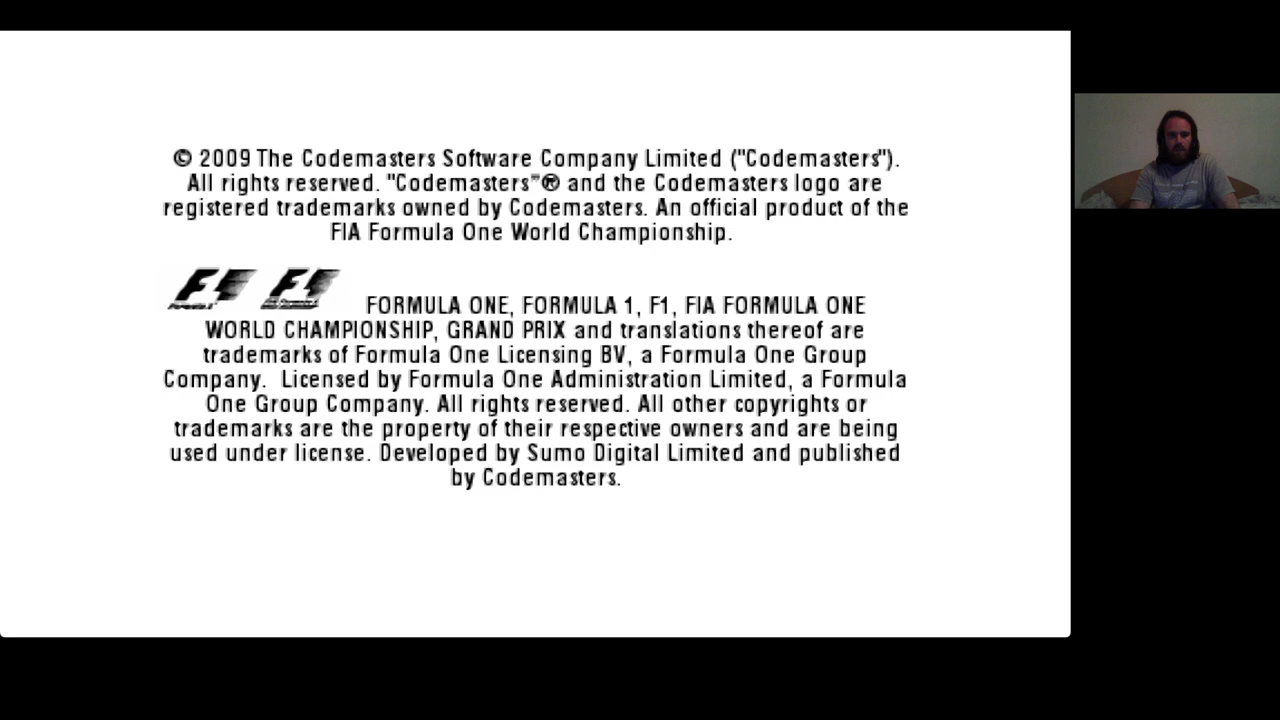 © 2009 The Codemasters Software Company Limited ("Codemasters").
All rights reserved. "Codemasters"® and the Codemasters logo are
registered trademarks owned by Codemasters. An official product of the
FIA Formula One World Championship.
F1 F1 FORMULA ONE, FORMULA 1, F1, FIA FORMULA ONE
WORLD CHAMPIONSHIP, GRAND PRIX and translations thereof are
trademarks of Formula One Licensing BV, a Formula One Group
Company. Licensed by Formula One Administration Limited, a Formula
One Group Company. All rights reserved. All other copyrights or
trademarks are the property of their respective owners and are being
used under license. Developed by Sumo Digital Limited and published
by Codemasters.